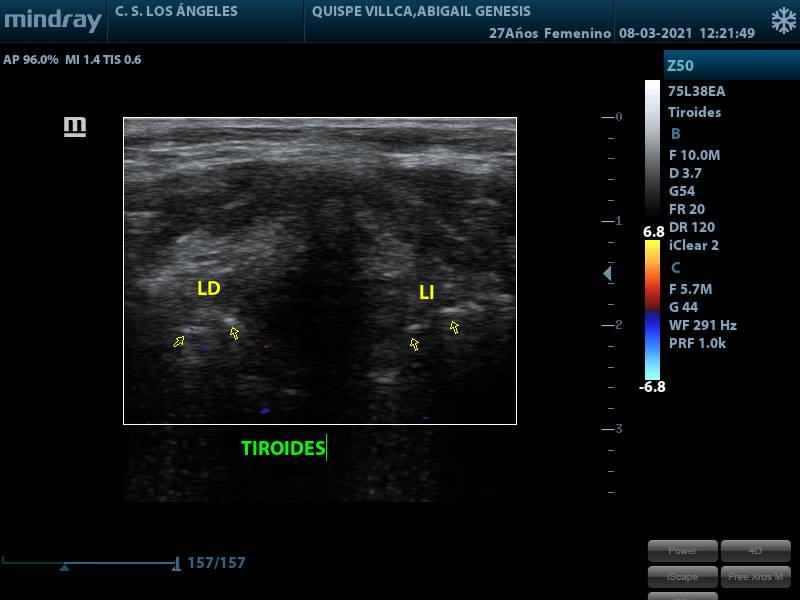 mindray
C. S. LOS ÁNGELES
QUISPE VILLCA,ABIGAIL GENESIS
27Años Femenino
08-03-2021 12:21:49
AP 96.0% MI 1.4 TIS 0.6
Z50
m
75L38EA
Tiroides
B
F 10.0M
D 3.7
G54
FR 20
DR 120
iClear 2
C
F 5.7M
G 44
WF 291 Hz
PRF 1.0k
6.8
-6.8
0
1
2
3
LD
LI
TIROIDES
157/157
Power
4D
iScape
Free Xros M